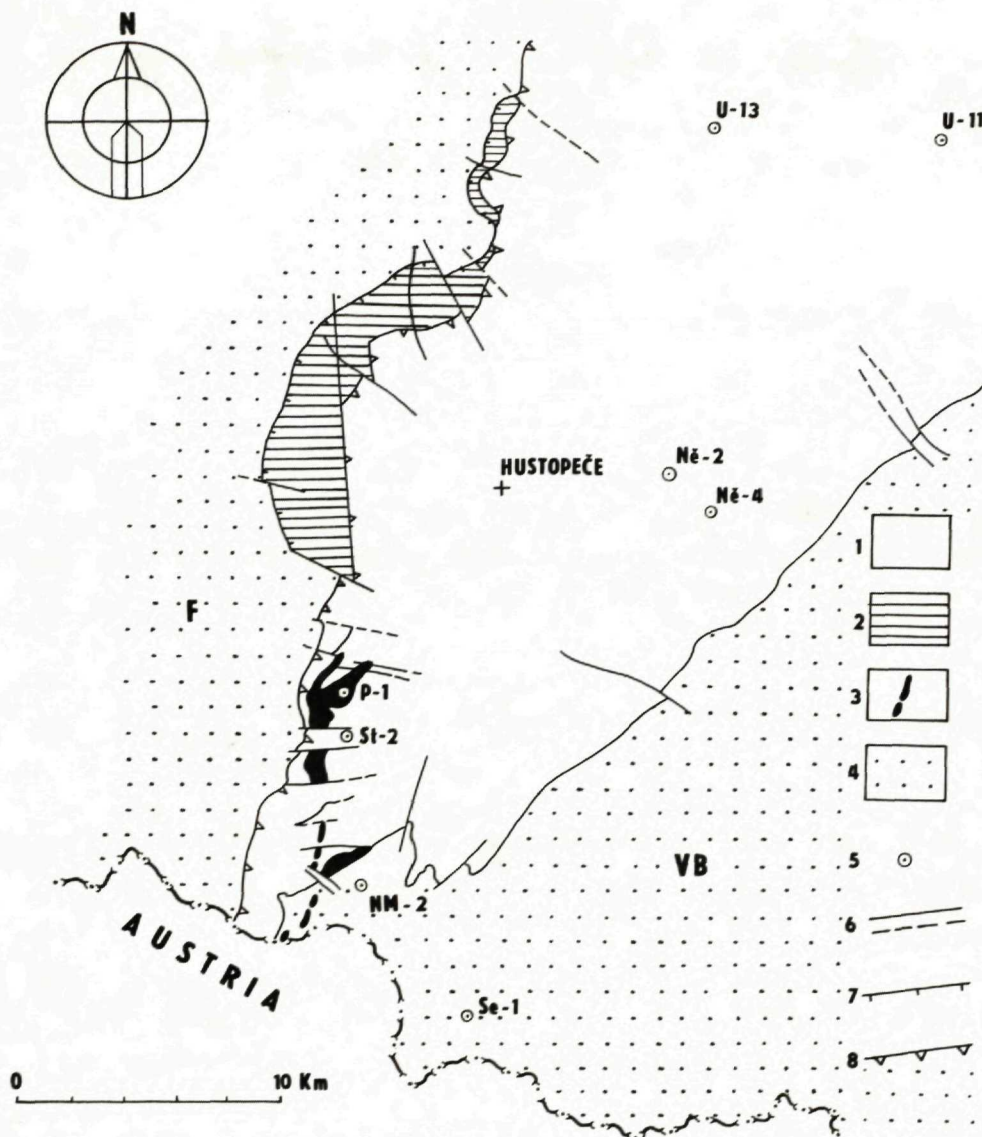 N
U-13
U-11
HUSTOPEČE
Ně-2
Ně-4
1
2
F
P-1
3
St-2
4
VB
5
NM-2
6
AUSTRIA
7
Se-1
8
0 10 Km